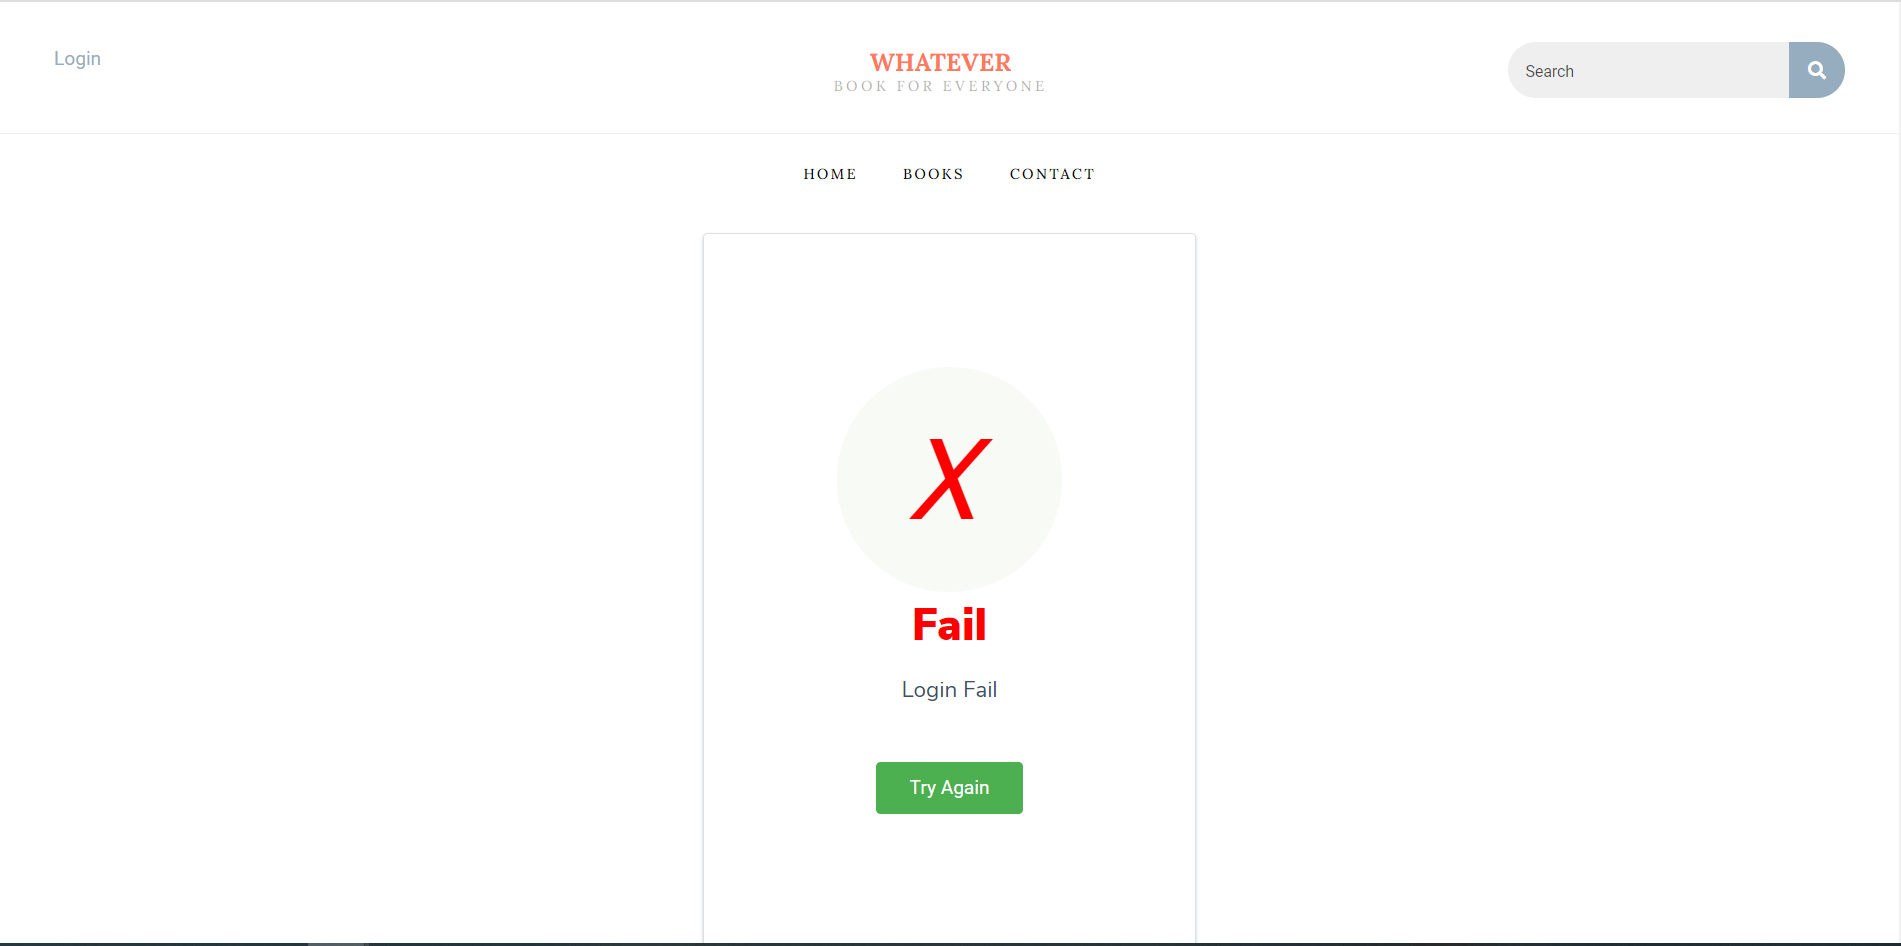 Login
WHATEVER
BOOK FOR EVERYONE
Search
HOME BOOKS CONTACT
X
Fail
Login Fail
Try Again